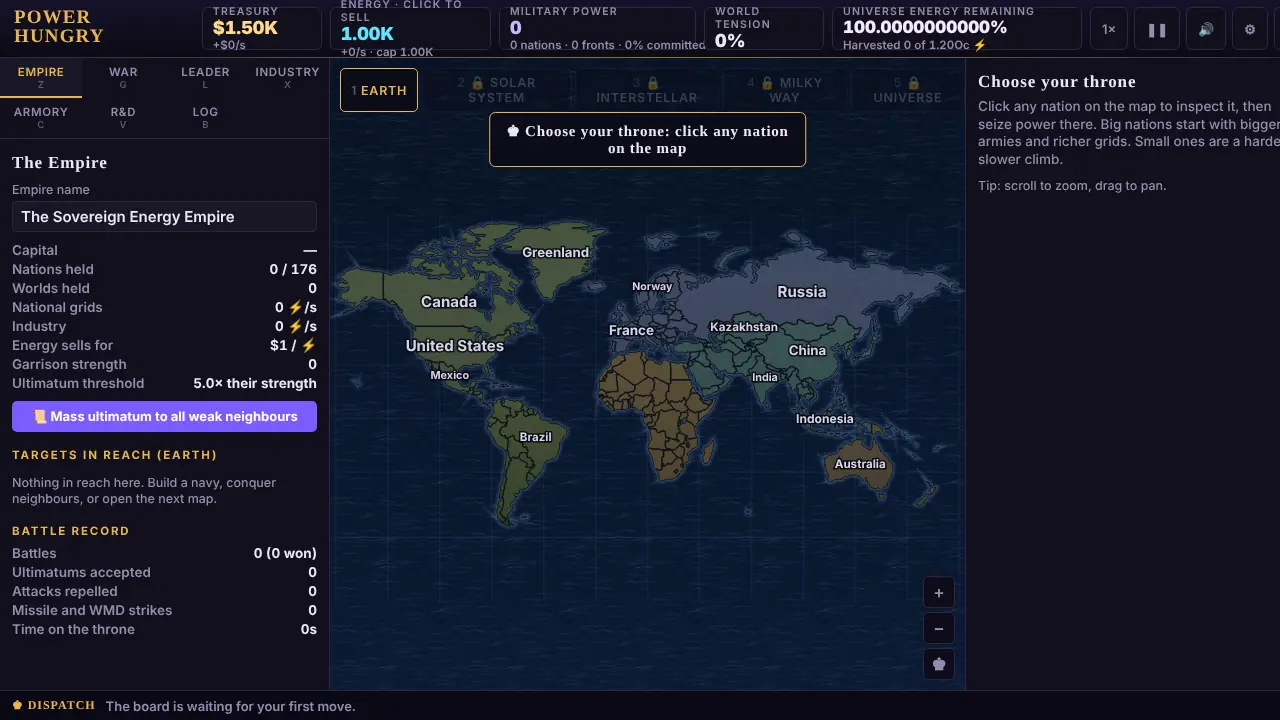 POWER
HUNGRY
TREASURY
$1.50K
+$0/s
ENERGY · CLICK TO
SELL
1.00K
+0/s · cap 1.00K
MILITARY POWER
0
0 nations · 0 fronts · 0% committed
WORLD
TENSION
0%
UNIVERSE ENERGY REMAINING
100.0000000000%
Harvested 0 of 1.20Oc ⚡
1×
EMPIRE
Z
WAR
G
LEADER
L
INDUSTRY
X
ARMORY
C
R&D
V
LOG
B
The Empire
Empire name
The Sovereign Energy Empire
Capital —
Nations held 0 / 176
Worlds held 0
National grids 0 ⚡/s
Industry 0 ⚡/s
Energy sells for $1 / ⚡
Garrison strength 0
Ultimatum threshold 5.0× their strength
📜 Mass ultimatum to all weak neighbours
TARGETS IN REACH (EARTH)
Nothing in reach here. Build a navy, conquer
neighbours, or open the next map.
BATTLE RECORD
Battles 0 (0 won)
Ultimatums accepted 0
Attacks repelled 0
Missile and WMD strikes 0
Time on the throne 0s
1 EARTH
2 🔒 SOLAR
SYSTEM
3 🔒
INTERSTELLAR
4 🔒 MILKY
WAY
5 🔒
UNIVERSE
Choose your throne: click any nation
on the map
Greenland
Canada
United States
Mexico
Brazil
Norway
France
Russia
Kazakhstan
China
India
Indonesia
Australia
+
−
Choose your throne
Click any nation on the map to inspect it, then
seize power there. Big nations start with bigger
armies and richer grids. Small ones are a harde
slower climb.
Tip: scroll to zoom, drag to pan.
DISPATCH The board is waiting for your first move.